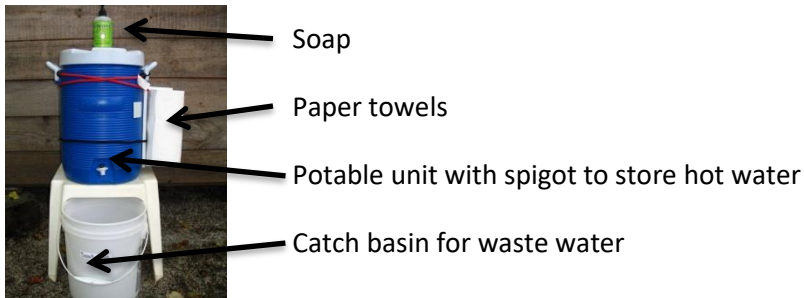 Soap
Paper towels
Potable unit with spigot to store hot water
Catch basin for waste water